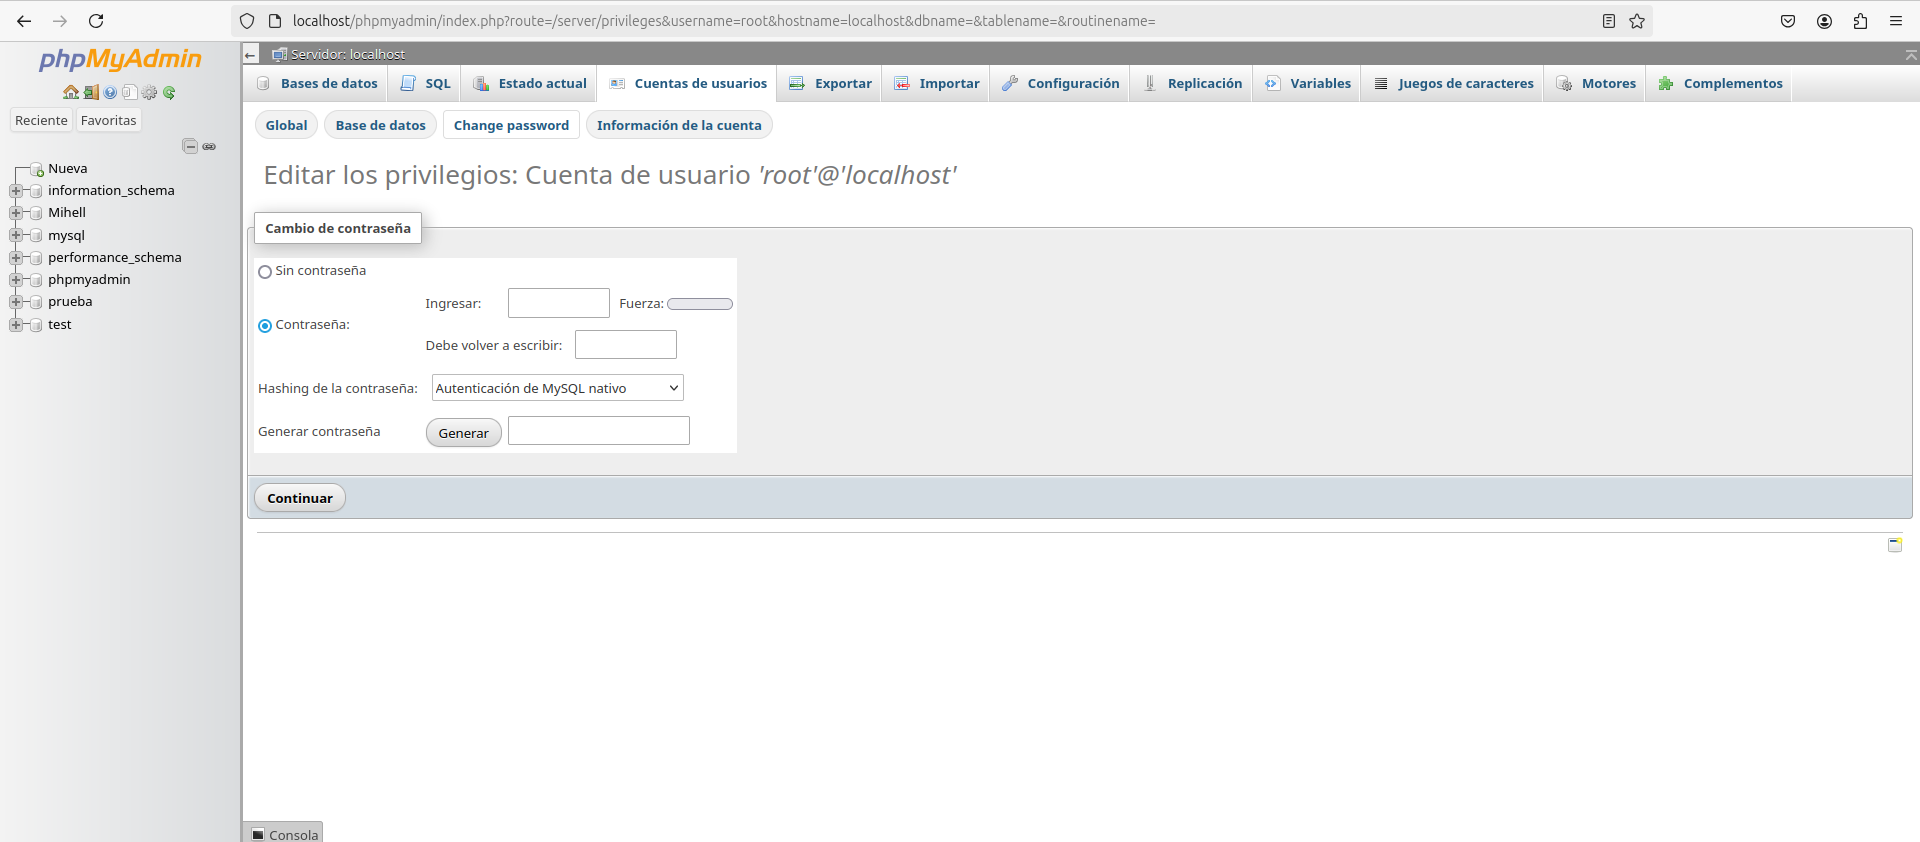 localhost/phpmyadmin/index.php?route=/server/privileges&username=root&hostname=localhost&dbname=&tablename=&routinename=
phpMyAdmin
Reciente Favoritas
Nueva
information_schema
Mihell
mysql
performance_schema
phpmyadmin
prueba
test
Servidor: localhost
Bases de datos SQL Estado actual Cuentas de usuarios Exportar Importar Configuración Replicación Variables Juegos de caracteres Motores Complementos
Global Base de datos Change password Información de la cuenta
Editar los privilegios: Cuenta de usuario 'root'@'localhost'
Cambio de contraseña
Sin contraseña
Contraseña:
Ingresar: Fuerza:
Debe volver a escribir:
Hashing de la contraseña: Autenticación de MySQL nativo
Generar contraseña Generar
Continuar
Consola